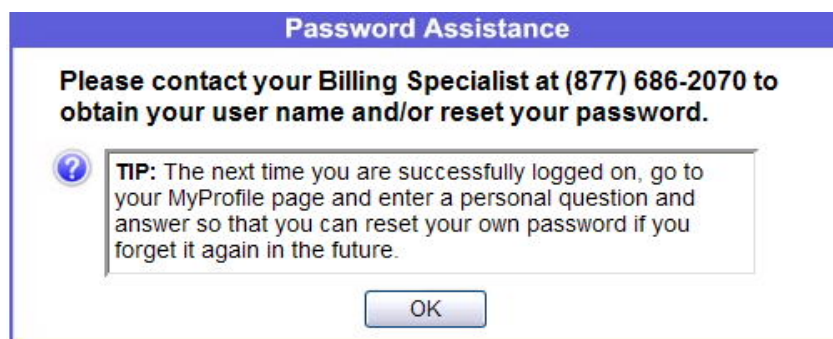 Password Assistance
Please contact your Billing Specialist at (877) 686-2070 to
obtain your user name and/or reset your password.
?
TIP: The next time you are successfully logged on, go to
your MyProfile page and enter a personal question and
answer so that you can reset your own password if you
forget it again in the future.
OK